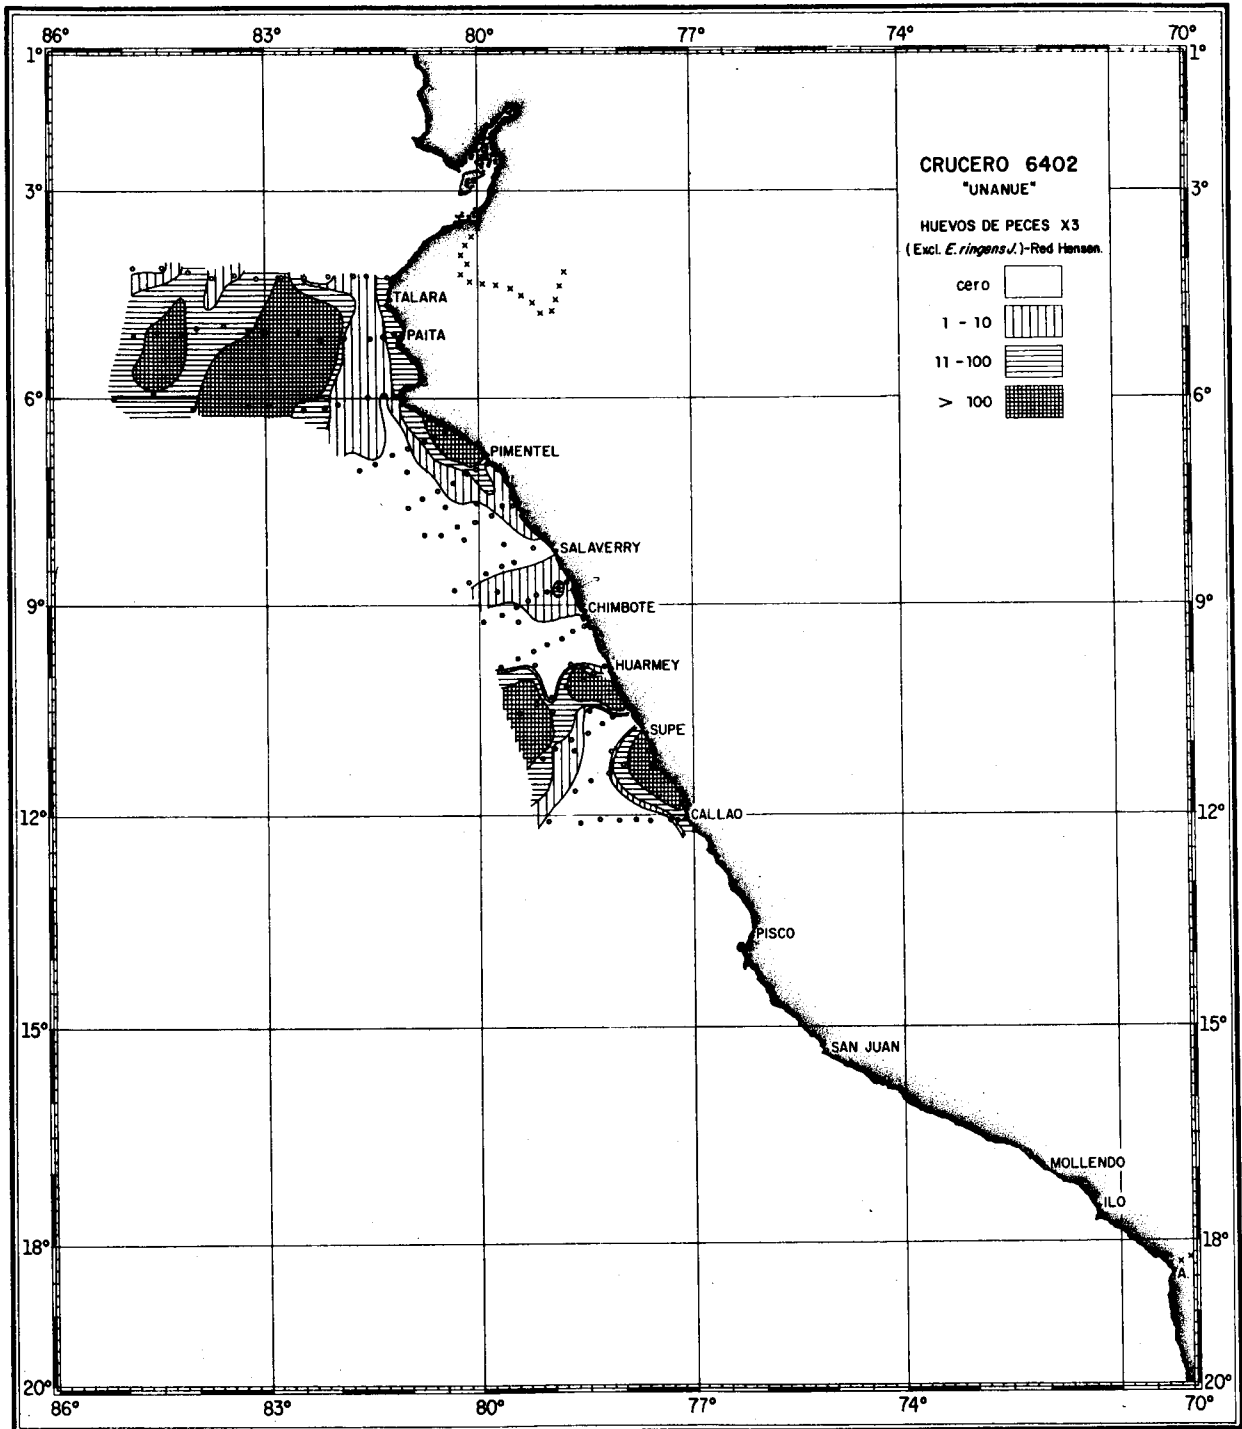 86° 83° 80° 77° 74° 70°
1° 1°
CRUCERO 6402
"UNANUE"
3° 3°
HUEVOS DE PECES X3
(Excl. E. ringens J.)-Red Hensen.
cero
TALARA
1 - 10
PAITA
11 -100
6° > 100 6°
PIMENTEL
SALAVERRY
9° CHIMBOTE 9°
HUARMEY
SUPE
12° CALLAO 12°
PISCO
15° 15°
SAN JUAN
MOLLENDO
ILO
18° 18°
A.
20° 20°
86° 83° 80° 77° 74° 70°